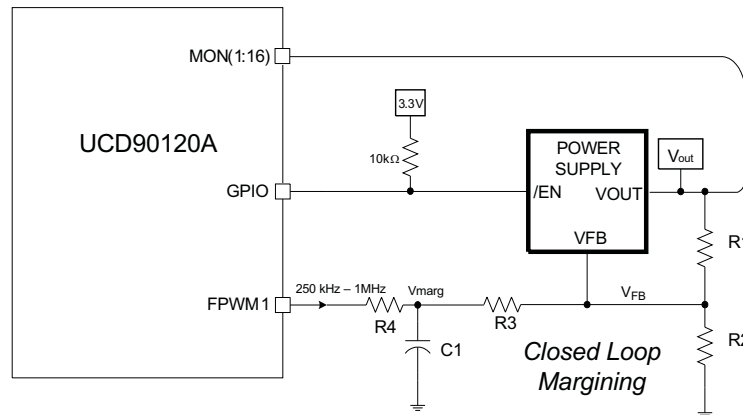 MON(1:16)
3.3V
UCD90120A
10kΩ
POWER
SUPPLY
Vout
GPIO
/EN
VOUT
VFB
R1
250 kHz – 1MHz
Vmarg
VFB
FPWM1
R4
R3
C1
R2
Closed Loop
Margining